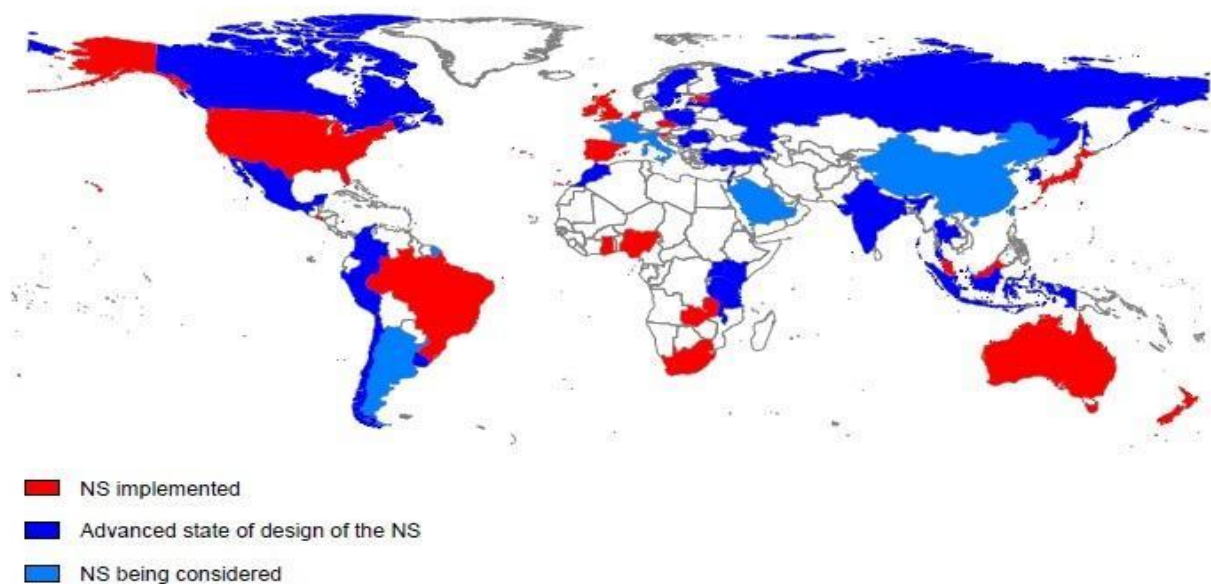 NS implemented
Advanced state of design of the NS
NS being considered